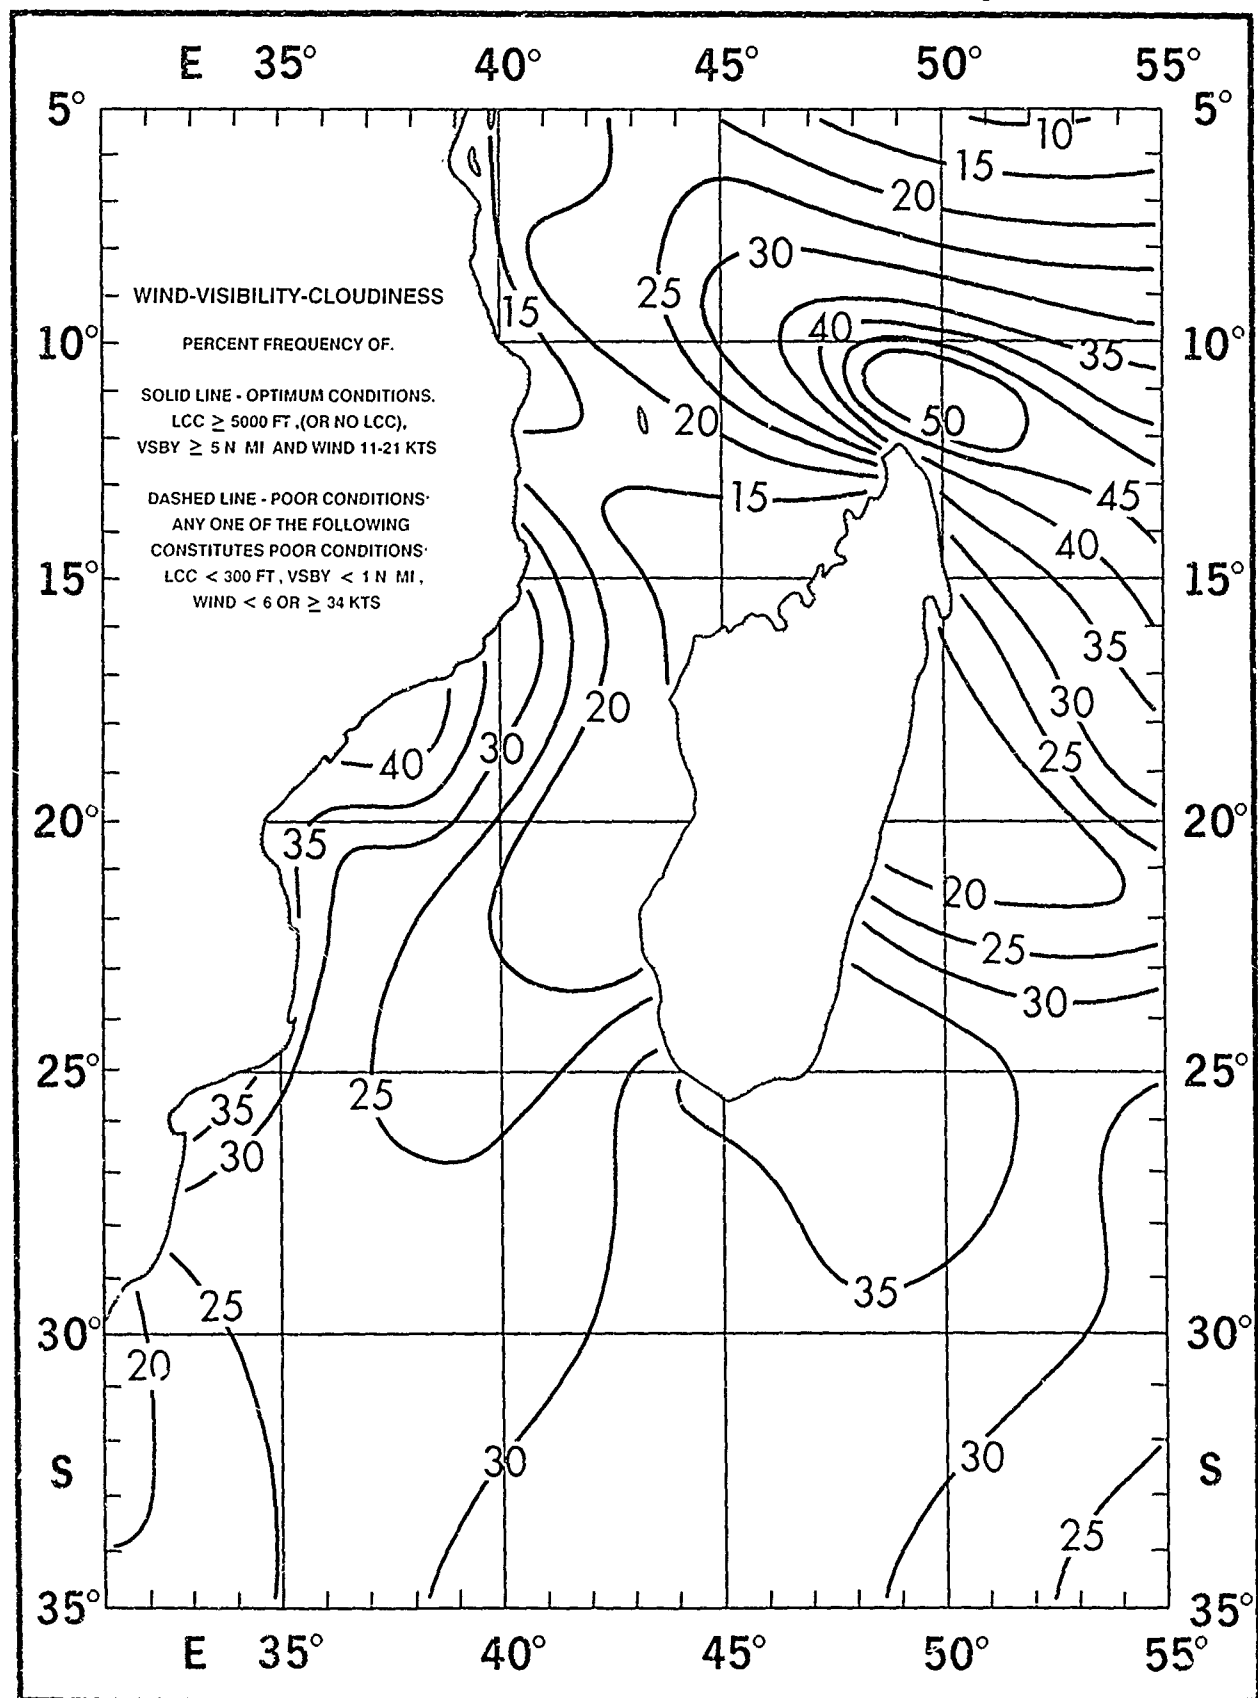 E 35° 40° 45° 50° 55°
5° 5°
10
15
20
WIND-VISIBILITY-CLOUDINESS
15
25
30
40
10° PERCENT FREQUENCY OF. 35 10°
SOLID LINE - OPTIMUM CONDITIONS.
LCC ≥ 5000 FT.,(OR NO LCC),
VSBY ≥ 5 N MI AND WIND 11-21 KTS
20
50
DASHED LINE - POOR CONDITIONS·
ANY ONE OF THE FOLLOWING
CONSTITUTES POOR CONDITIONS·
LCC < 300 FT, VSBY < 1 N MI,
WIND < 6 OR ≥ 34 KTS
15
45
40
15° 15°
35
20
30
30
25
40
20° 20°
35
20
25
30
25° 25°
35
25
30
25
35
30° 30°
20
30
30
S S
25
35° 35°
E 35° 40° 45° 50° 55°